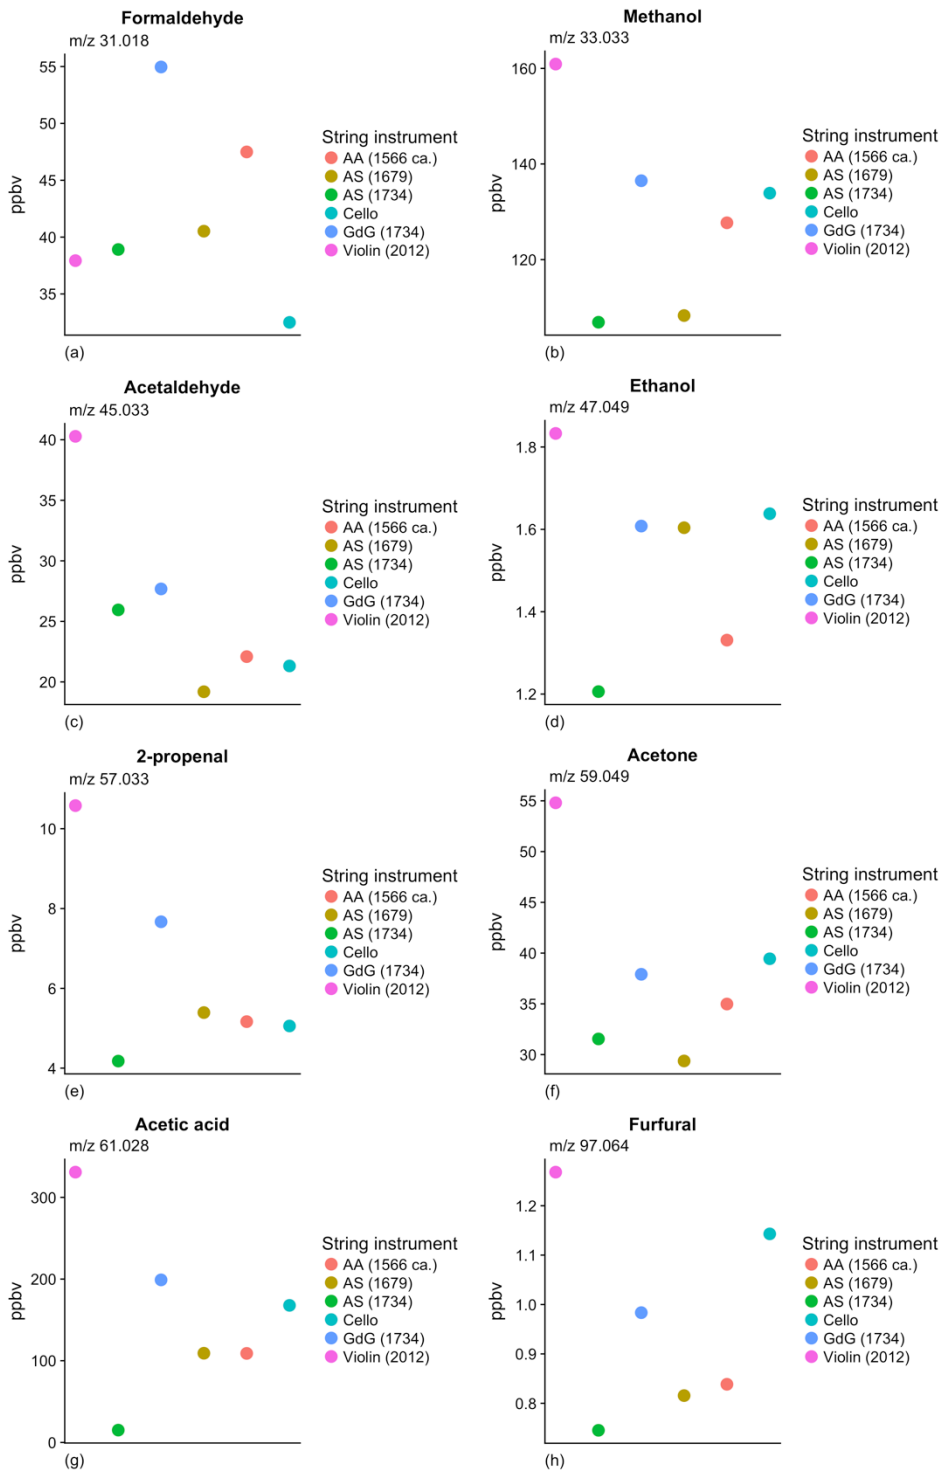 Formaldehyde
m/z 31.018
55
50
45
40
35
ppbv
String instrument
AA (1566 ca.)
AS (1679)
AS (1734)
Cello
GdG (1734)
Violin (2012)
(a)
Methanol
m/z 33.033
160
140
120
ppbv
String instrument
AA (1566 ca.)
AS (1679)
AS (1734)
Cello
GdG (1734)
Violin (2012)
(b)
Acetaldehyde
m/z 45.033
40
35
30
25
20
ppbv
String instrument
AA (1566 ca.)
AS (1679)
AS (1734)
Cello
GdG (1734)
Violin (2012)
(c)
Ethanol
m/z 47.049
1.8
1.6
1.4
1.2
ppbv
String instrument
AA (1566 ca.)
AS (1679)
AS (1734)
Cello
GdG (1734)
Violin (2012)
(d)
2-propenal
m/z 57.033
10
8
6
4
ppbv
String instrument
AA (1566 ca.)
AS (1679)
AS (1734)
Cello
GdG (1734)
Violin (2012)
(e)
Acetone
m/z 59.049
55
50
45
40
35
30
ppbv
String instrument
AA (1566 ca.)
AS (1679)
AS (1734)
Cello
GdG (1734)
Violin (2012)
(f)
Acetic acid
m/z 61.028
300
200
100
0
ppbv
String instrument
AA (1566 ca.)
AS (1679)
AS (1734)
Cello
GdG (1734)
Violin (2012)
(g)
Furfural
m/z 97.064
1.2
1.1
1.0
0.9
0.8
ppbv
String instrument
AA (1566 ca.)
AS (1679)
AS (1734)
Cello
GdG (1734)
Violin (2012)
(h)